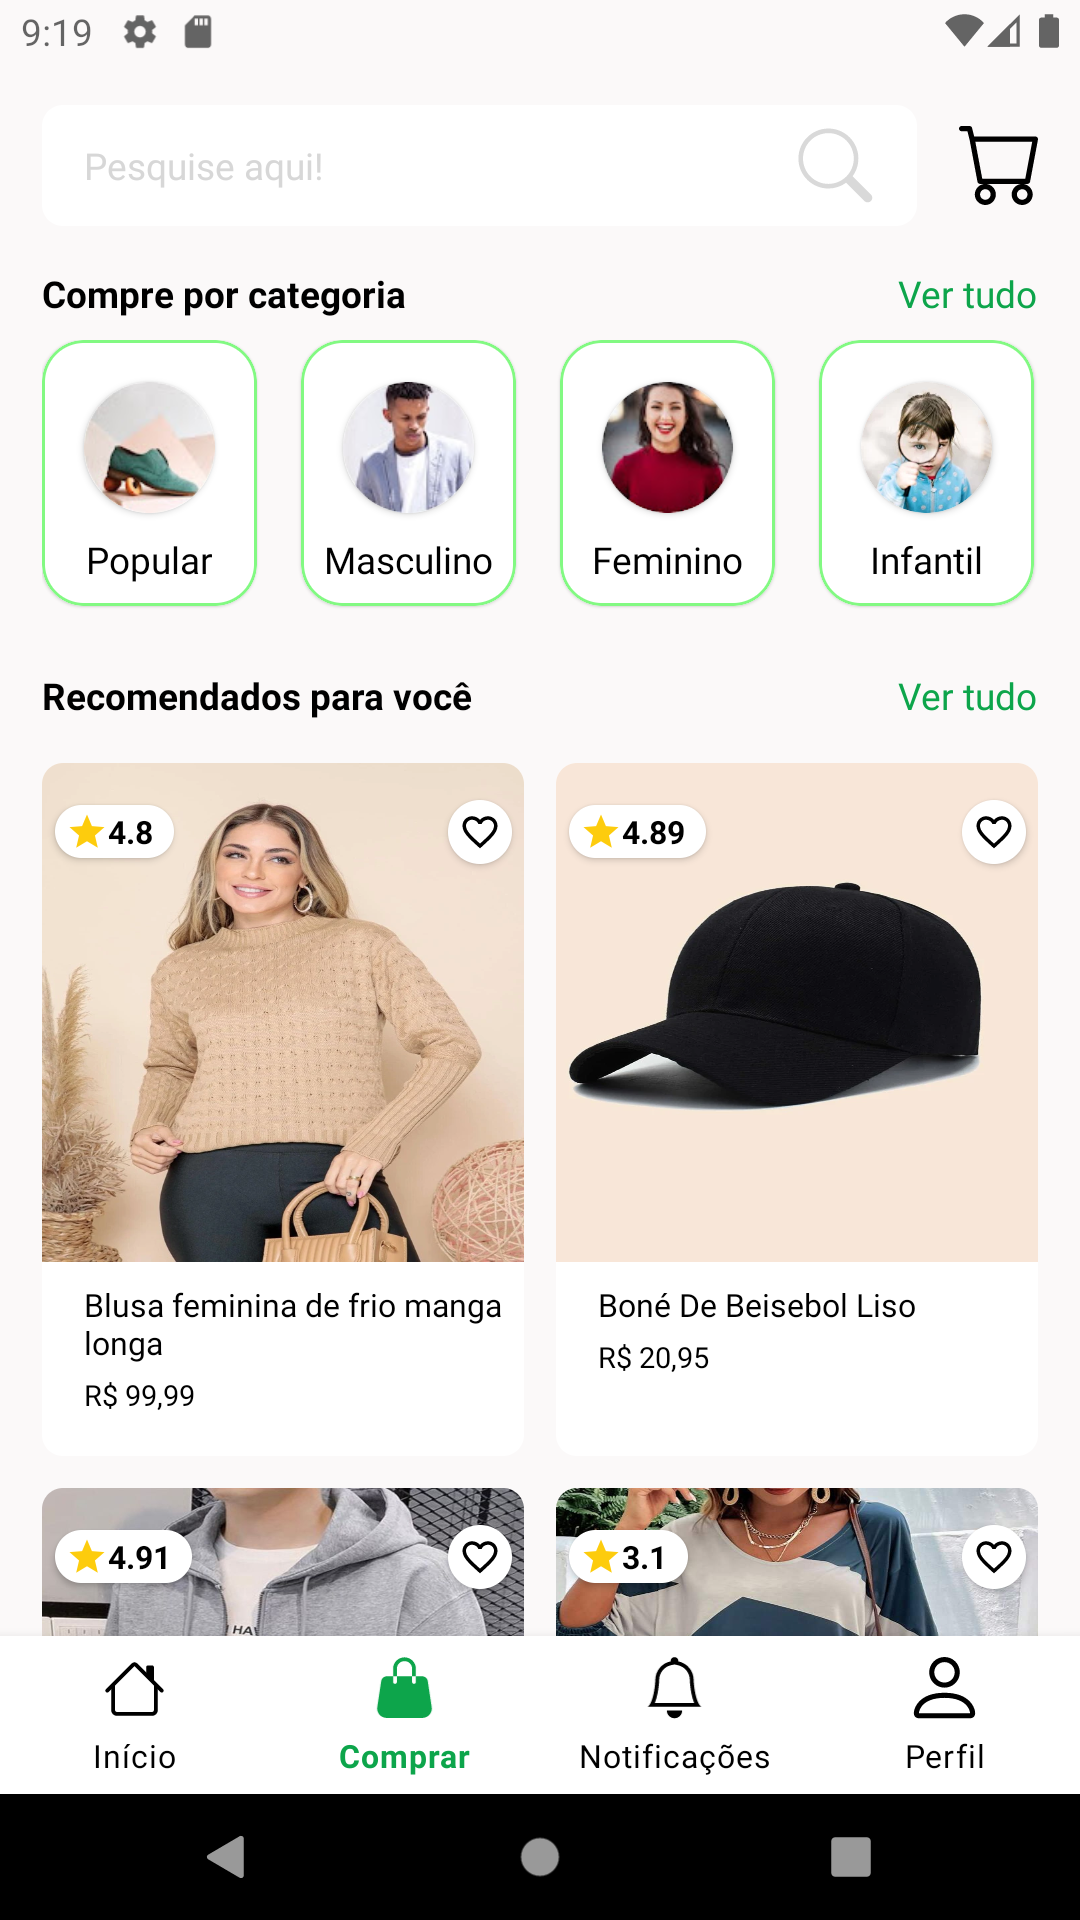 9:19
Pesquise aqui!
Compre por categoria
Ver tudo
Popular
Masculino
Feminino
Infantil
Recomendados para você
Ver tudo
4.8
4.89
Blusa feminina de frio manga
longa
R$ 99,99
Boné De Beisebol Liso
R$ 20,95
4.91
3.1
Início
Comprar
Notificações
Perfil